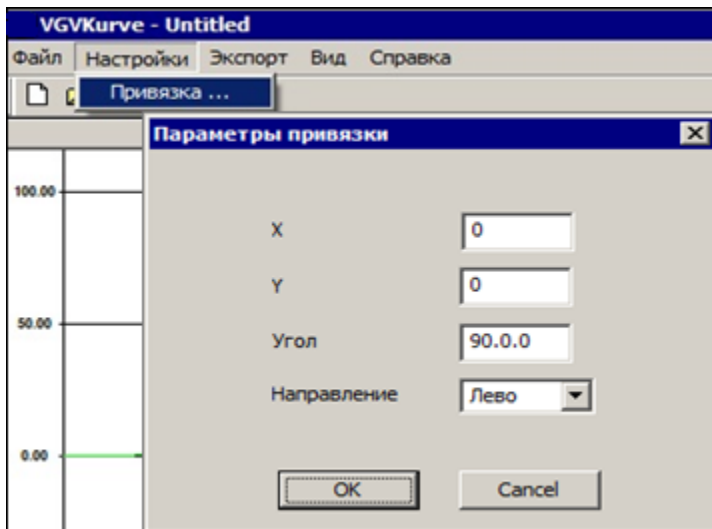 VGVKurve - Untitled
Файл Настройки Экспорт Вид Справка
Привязка ...
Параметры привязки
100.00
X 0
Y 0
50.00
Угол 90.0.0
Направление Лево
0.00
OK Cancel